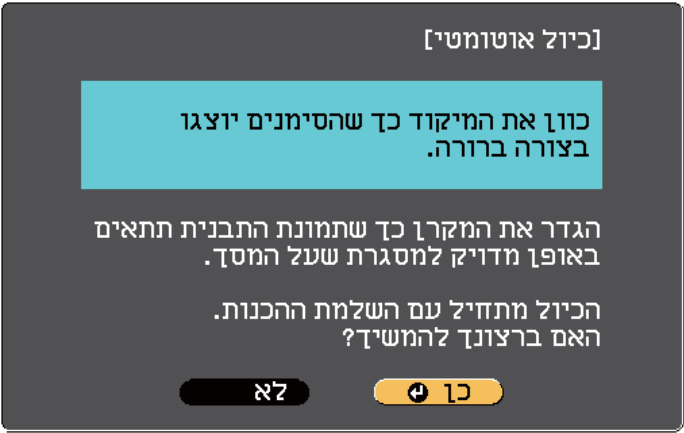 [כיול אוטומטי]
כוון את המיקוד כך שהסימנים יוצגו
בצורה ברורה.
הגדר את המקרן כך שתמונת התבנית תתאים
באופן מדויק למסגרת שעל המסך.
הכיול מתחיל עם השלמת ההכנות.
האם ברצונך להמשיך?
כן
לא